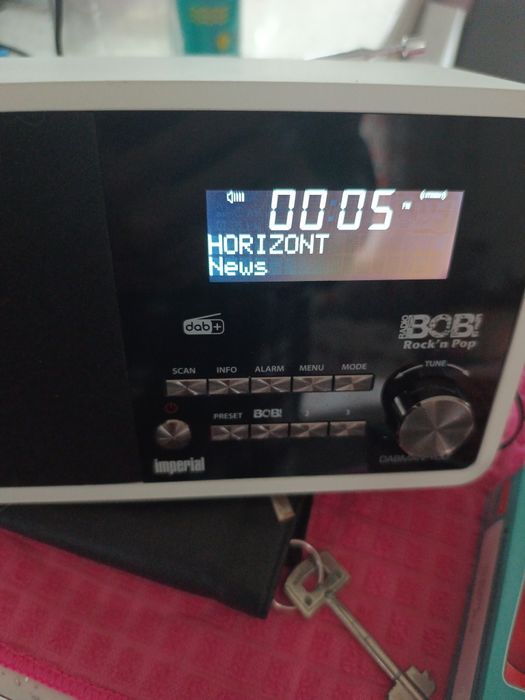 00:05
HORIZONT
News
dab+
RADIO BOB!
Rock'n Pop
SCAN INFO ALARM MENU MODE
TUNE
PRESET BOB! 2 3
imperial